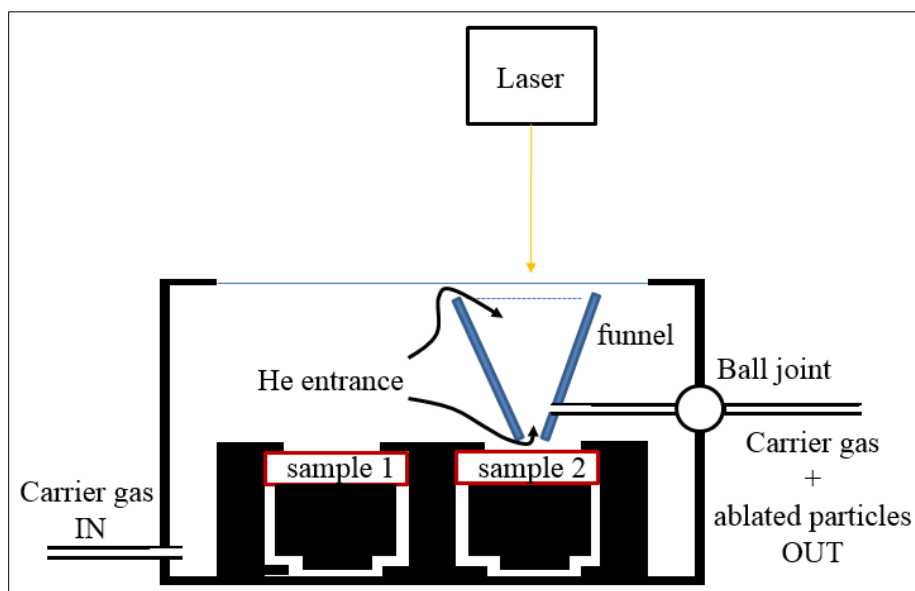 Laser
funnel
He entrance
Ball joint
sample 1
sample 2
Carrier gas
IN
Carrier gas
+
ablated particles
OUT